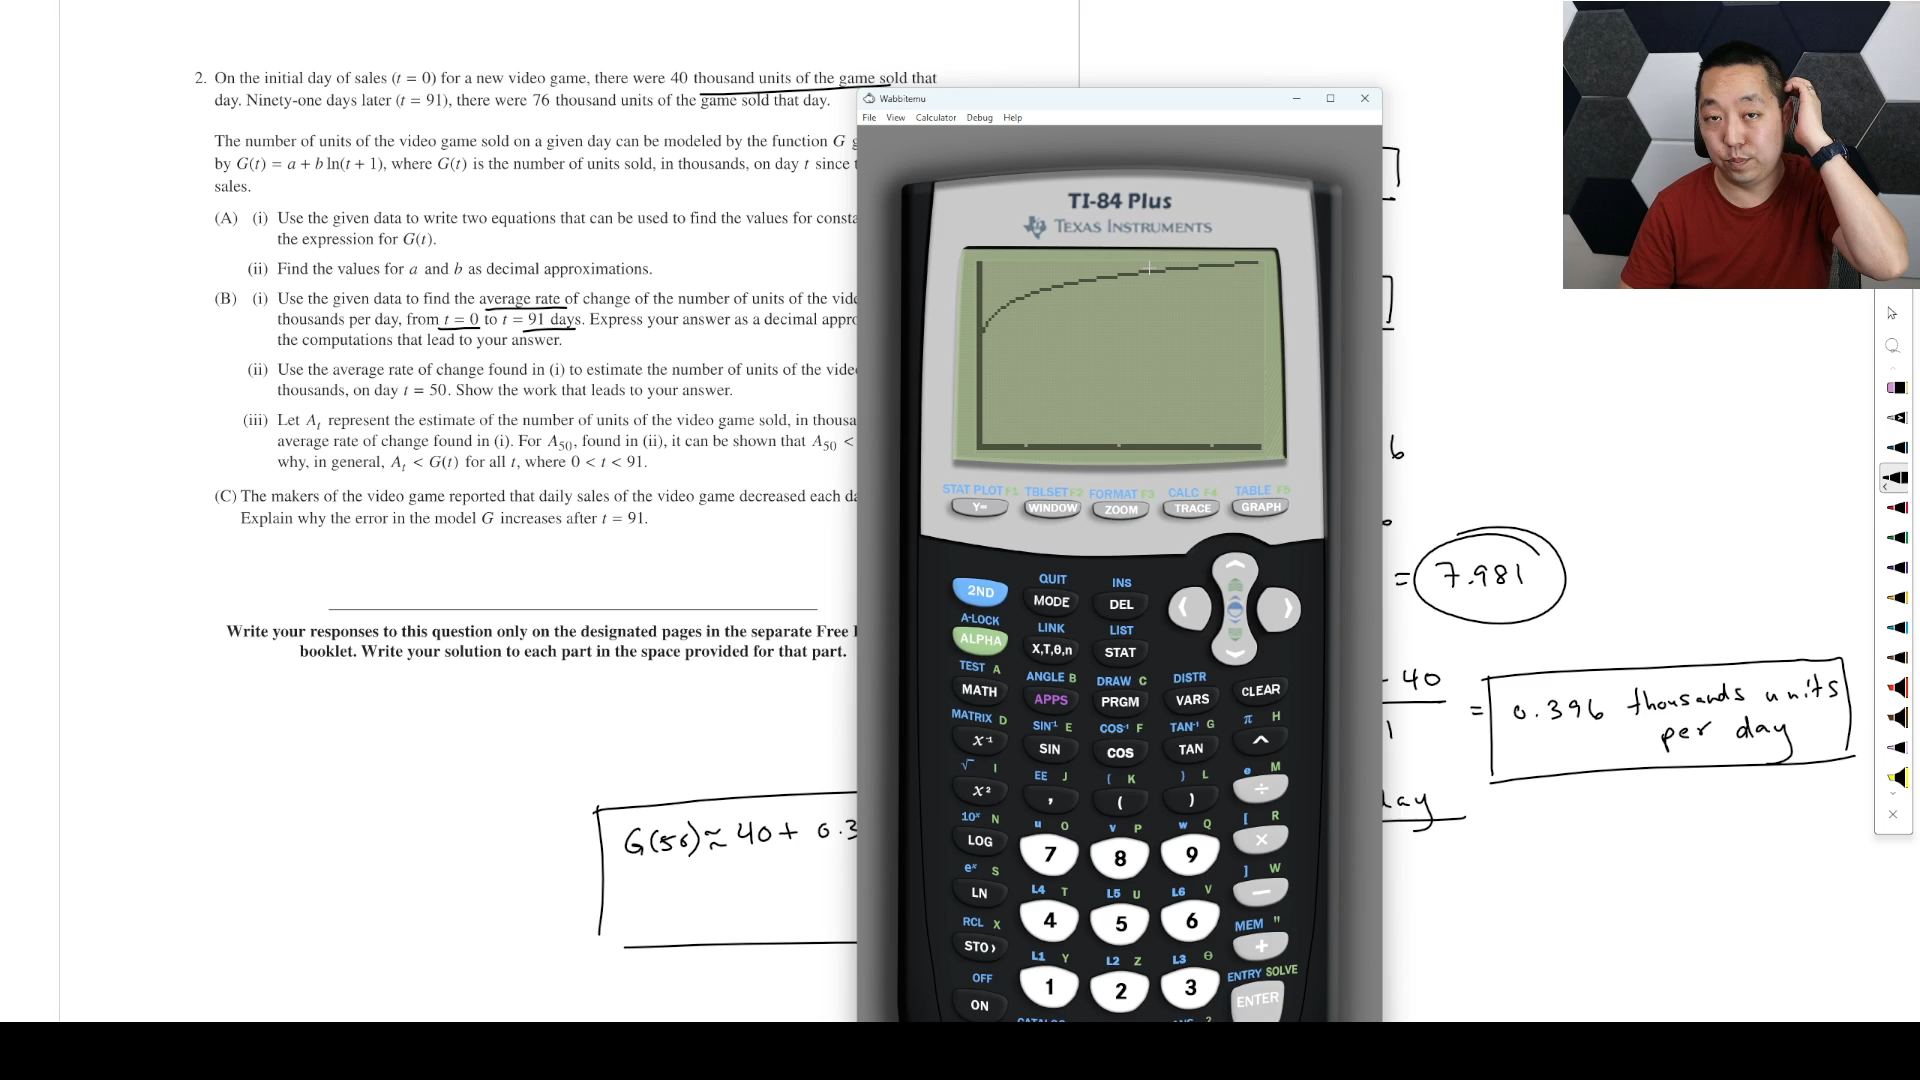 2. On the initial day of sales (t = 0) for a new video game, there were 40 thousand units of the game sold that
day. Ninety-one days later (t = 91), there were 76 thousand units of the game sold that day.
The number of units of the video game sold on a given day can be modeled by the function G
by G(t) = a + b ln(t + 1), where G(t) is the number of units sold, in thousands, on day t since
sales.
(A) (i) Use the given data to write two equations that can be used to find the values for
the expression for G(t).
(ii) Find the values for a and b as decimal approximations.
(B) (i) Use the given data to find the average rate of change of the number of units of the
thousands per day, from t = 0 to t = 91 days. Express your answer as a decimal
the computations that lead to your answer.
(ii) Use the average rate of change found in (i) to estimate the number of units of the
thousands, on day t = 50. Show the work that leads to your answer.
(iii) Let Aₜ represent the estimate of the number of units of the video game sold, in
average rate of change found in (i). For A₅₀, found in (ii), it can be shown that A₅₀ <
why, in general, Aₜ < G(t) for all t, where 0 < t < 91.
(C) The makers of the video game reported that daily sales of the video game decreased each
Explain why the error in the model G increases after t = 91.
Write your responses to this question only on the designated pages in the separate Free
booklet. Write your solution to each part in the space provided for that part.
G(50) ≈ 40 + 0.3
Wabbitemu
File View Calculator Debug Help
TI-84 Plus
TEXAS INSTRUMENTS
STAT PLOT F1 TBLSET F2 FORMAT F3 CALC F4 TABLE F5
Y= WINDOW ZOOM TRACE GRAPH
QUIT INS
2ND MODE DEL
A-LOCK LINK LIST
ALPHA X,T,θ,n STAT
TEST A ANGLE B DRAW C DISTR
MATH APPS PRGM VARS CLEAR
MATRIX D SIN⁻¹ E COS⁻¹ F TAN⁻¹ G π H
X⁻¹ SIN COS TAN ^
√ I EE J { K } L e M
X² , ( ) ÷
10ˣ N u O v P w Q [ R
LOG 7 8 9 ×
eˣ S L4 T L5 U L6 V ] W
LN 4 5 6 −
RCL X L1 Y L2 Z L3 θ MEM "
STO› 1 2 3 +
OFF ENTRY SOLVE
ON ENTER
6
= 7.981
- 40
1
= 0.396 thousands units
per day
day